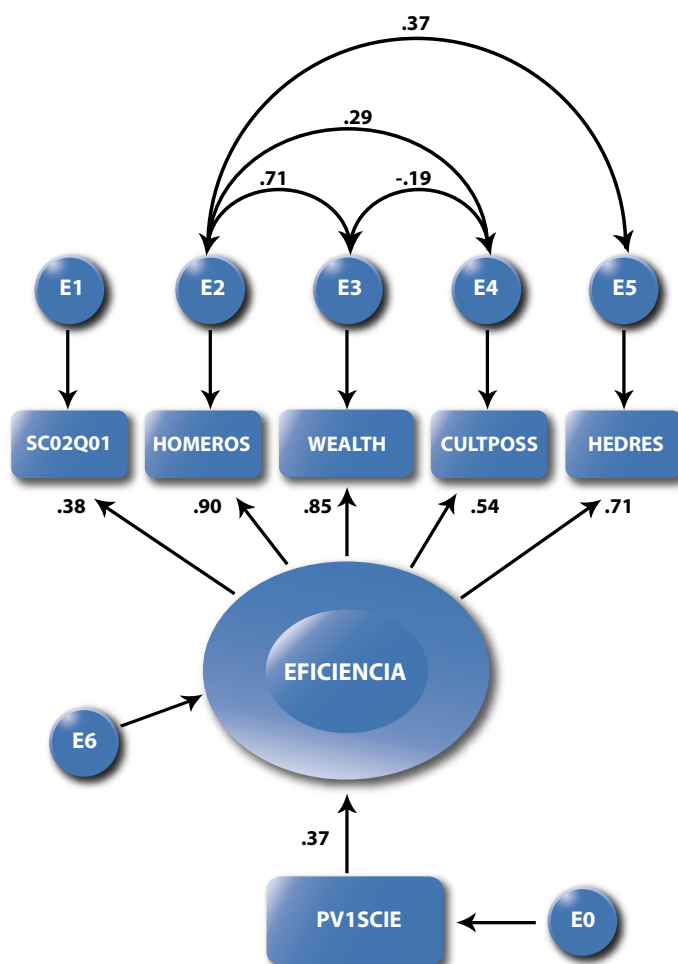 .37
.29
.71
-.19
E1
E2
E3
E4
E5
SC02Q01
HOMEROS
WEALTH
CULTPOSS
HEDRES
.38
.90
.85
.54
.71
EFICIENCIA
E6
.37
PV1SCIE
E0